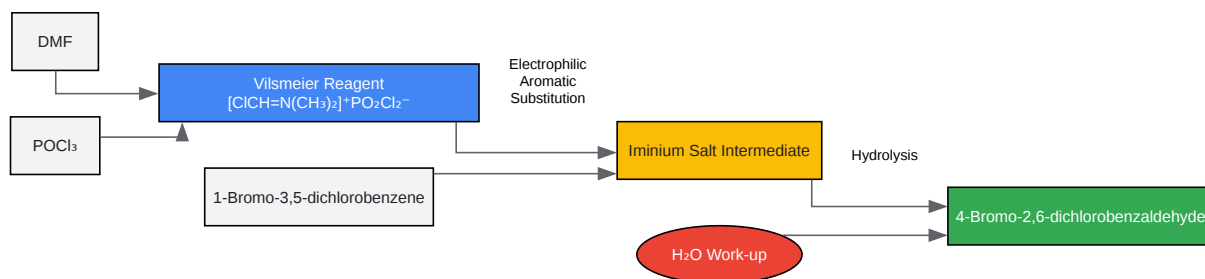 DMF
POCl₃
Vilsmeier Reagent
[ClCH=N(CH₃)₂]⁺PO₂Cl₂⁻
Electrophilic
Aromatic
Substitution
1-Bromo-3,5-dichlorobenzene
Iminium Salt Intermediate
Hydrolysis
H₂O Work-up
4-Bromo-2,6-dichlorobenzaldehyde